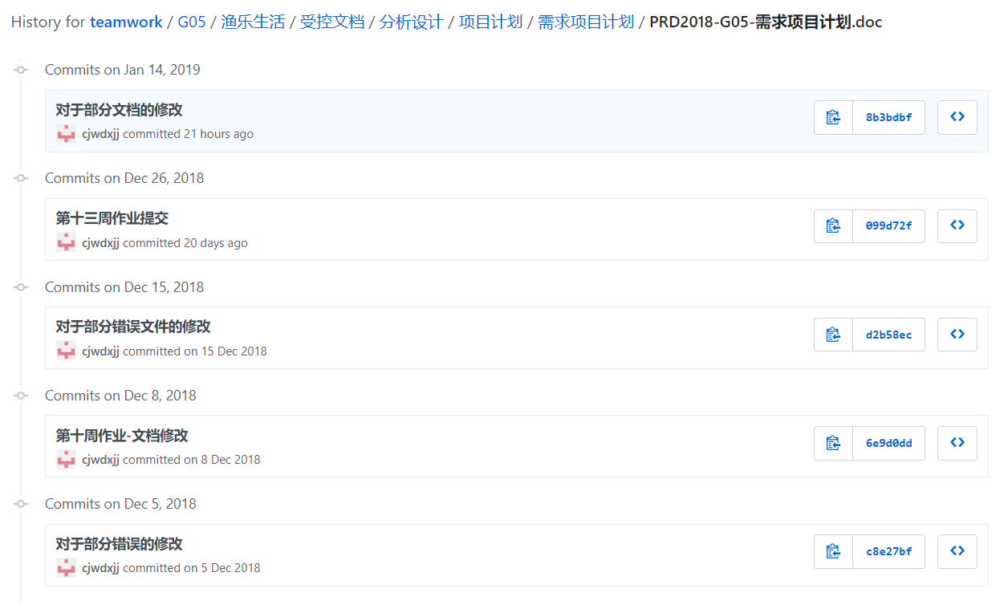 History for teamwork / G05 / 渔乐生活 / 受控文档 / 分析设计 / 项目计划 / 需求项目计划 / PRD2018-G05-需求项目计划.doc
Commits on Jan 14, 2019
对于部分文档的修改
8b3bdbf
cjwdxjj committed 21 hours ago
Commits on Dec 26, 2018
第十三周作业提交
099d72f
cjwdxjj committed 20 days ago
Commits on Dec 15, 2018
对于部分错误文件的修改
d2b58ec
cjwdxjj committed on 15 Dec 2018
Commits on Dec 8, 2018
第十周作业-文档修改
6e9d0dd
cjwdxjj committed on 8 Dec 2018
Commits on Dec 5, 2018
对于部分错误的修改
c8e27bf
cjwdxjj committed on 5 Dec 2018